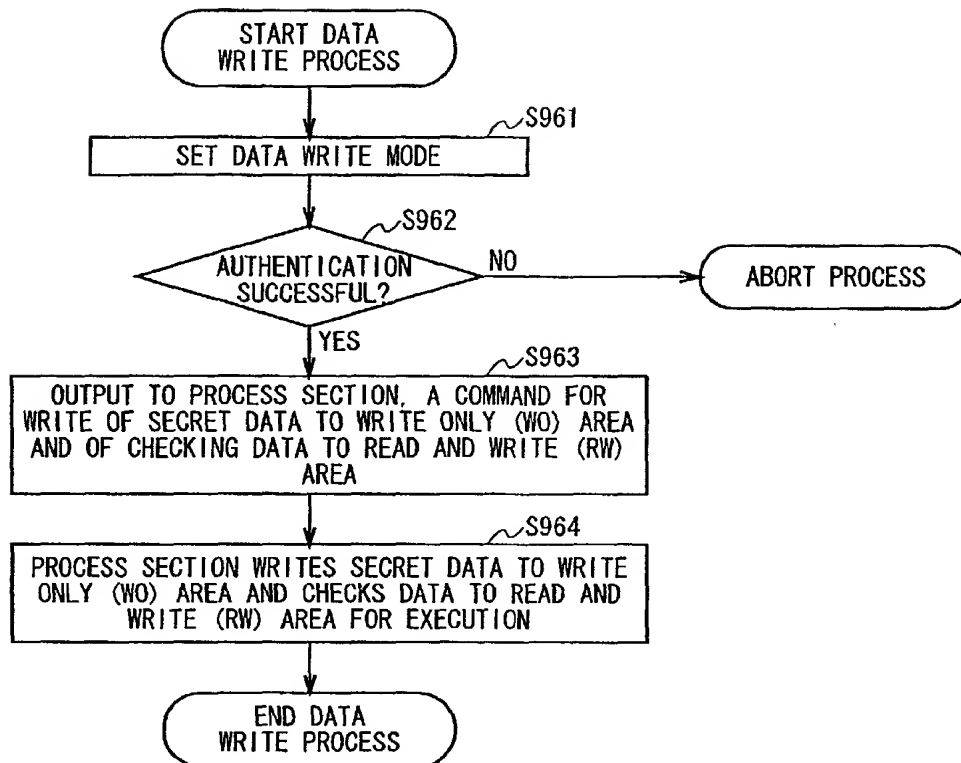 START DATA
WRITE PROCESS
S961
SET DATA WRITE MODE
S962
AUTHENTICATION
SUCCESSFUL?
NO
ABORT PROCESS
YES
S963
OUTPUT TO PROCESS SECTION, A COMMAND FOR
WRITE OF SECRET DATA TO WRITE ONLY (WO) AREA
AND OF CHECKING DATA TO READ AND WRITE (RW)
AREA
S964
PROCESS SECTION WRITES SECRET DATA TO WRITE
ONLY (WO) AREA AND CHECKS DATA TO READ AND
WRITE (RW) AREA FOR EXECUTION
END DATA
WRITE PROCESS